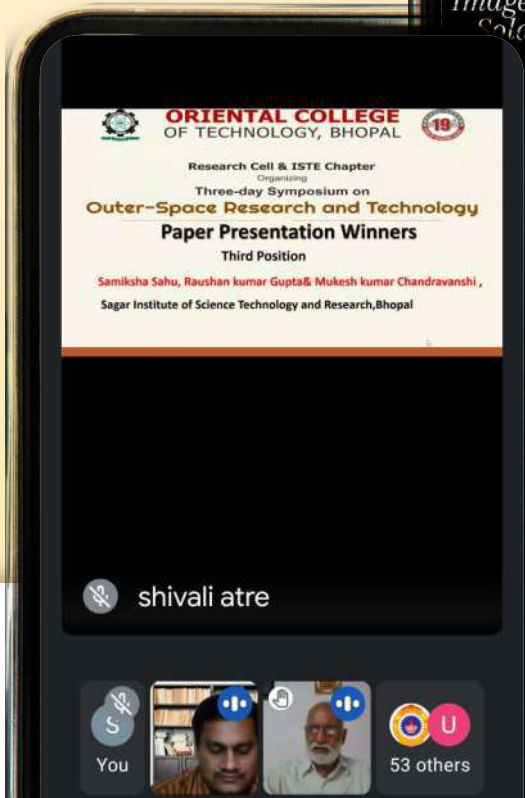 Image
ORIENTAL COLLEGE
OF TECHNOLOGY, BHOPAL
19
Research Cell & ISTE Chapter
Organizing
Three-day Symposium on
Outer-Space Research and Technology
Paper Presentation Winners
Third Position
Samiksha Sahu, Raushan kumar Gupta& Mukesh kumar Chandravanshi ,
Sagar Institute of Science Technology and Research,Bhopal
shivali atre
S
U
You
53 others